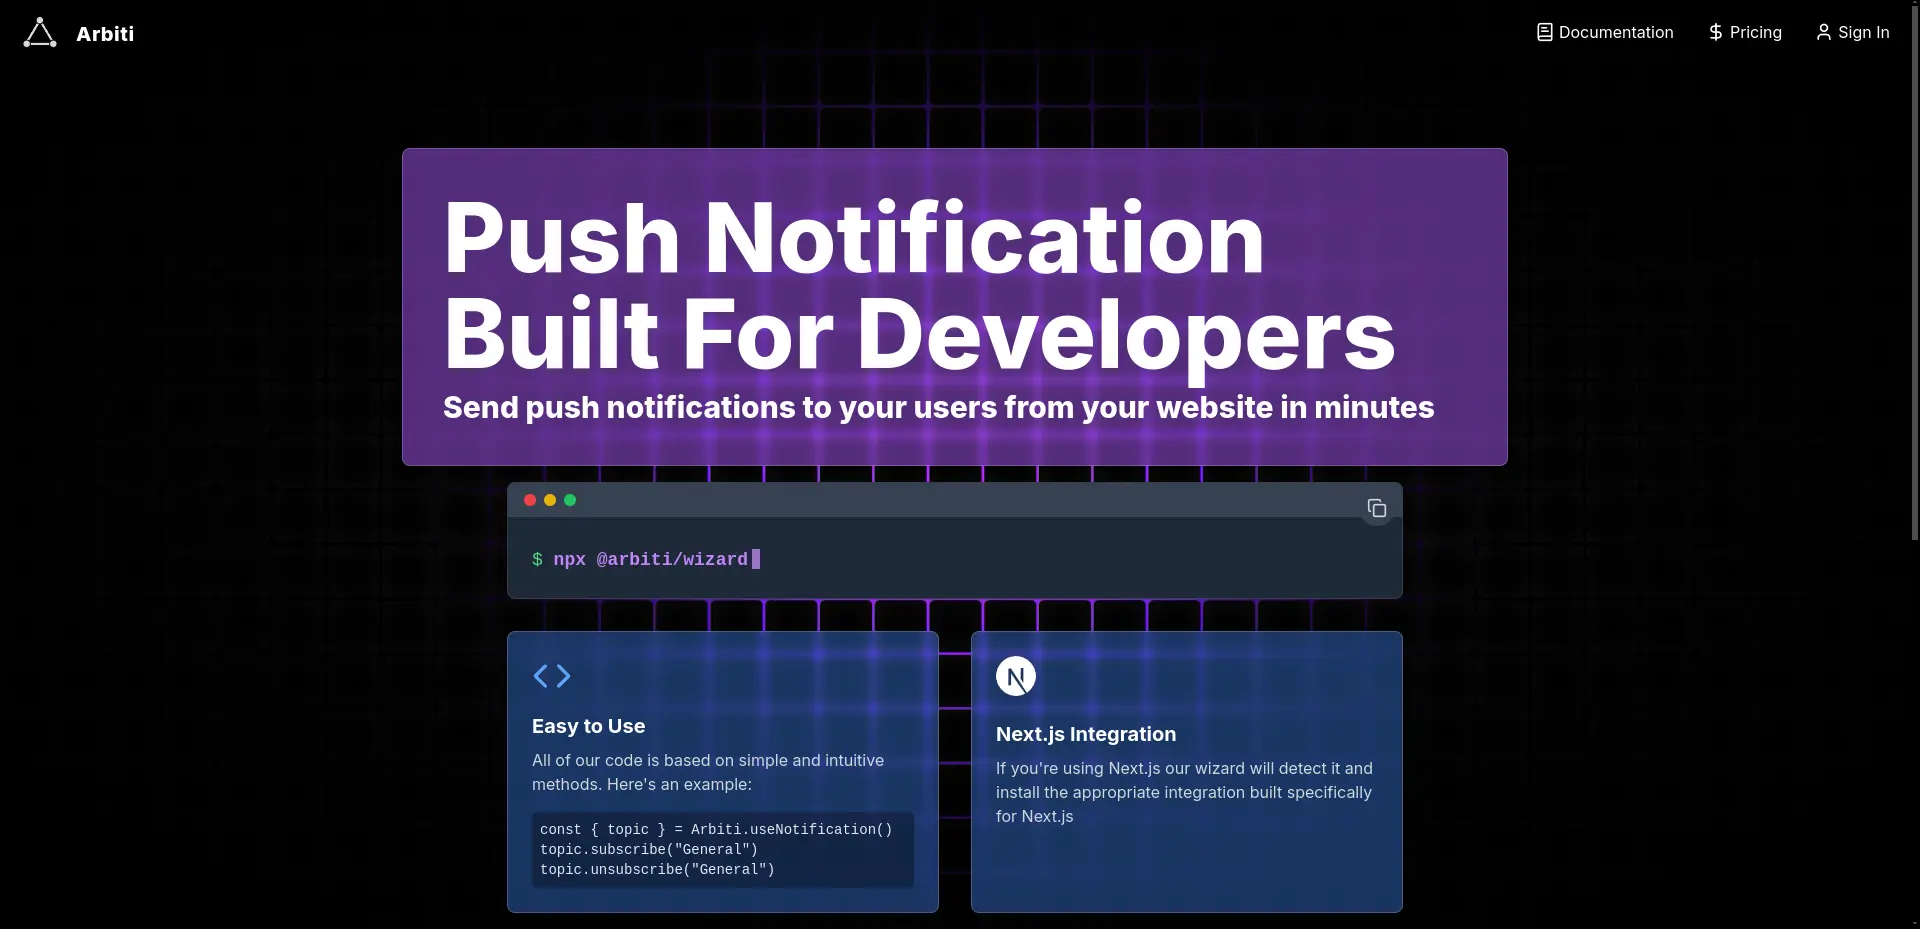 Arbiti
Documentation
Pricing
Sign In
Push Notification
Built For Developers
Send push notifications to your users from your website in minutes
$ npx @arbiti/wizard
Easy to Use
All of our code is based on simple and intuitive
methods. Here's an example:
const { topic } = Arbiti.useNotification()
topic.subscribe("General")
topic.unsubscribe("General")
N
Next.js Integration
If you're using Next.js our wizard will detect it and
install the appropriate integration built specifically
for Next.js